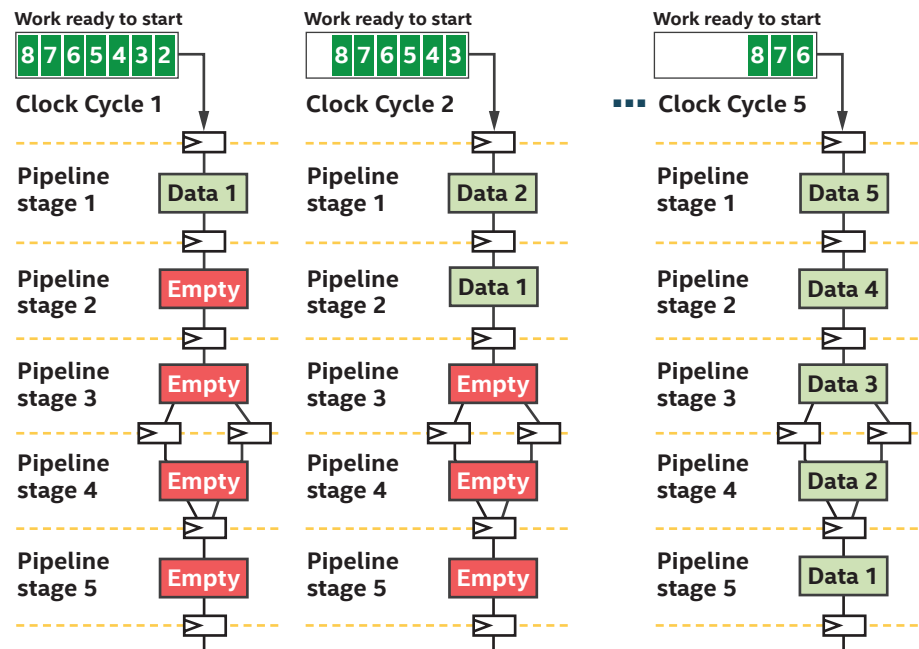 Work ready to start
8 7 6 5 4 3 2
Clock Cycle 1
Pipeline
stage 1
Data 1
Pipeline
stage 2
Empty
Pipeline
stage 3
Empty
Pipeline
stage 4
Empty
Pipeline
stage 5
Empty
Work ready to start
8 7 6 5 4 3
Clock Cycle 2
Pipeline
stage 1
Data 2
Pipeline
stage 2
Data 1
Pipeline
stage 3
Empty
Pipeline
stage 4
Empty
Pipeline
stage 5
Empty
Work ready to start
8 7 6
... Clock Cycle 5
Pipeline
stage 1
Data 5
Pipeline
stage 2
Data 4
Pipeline
stage 3
Data 3
Pipeline
stage 4
Data 2
Pipeline
stage 5
Data 1